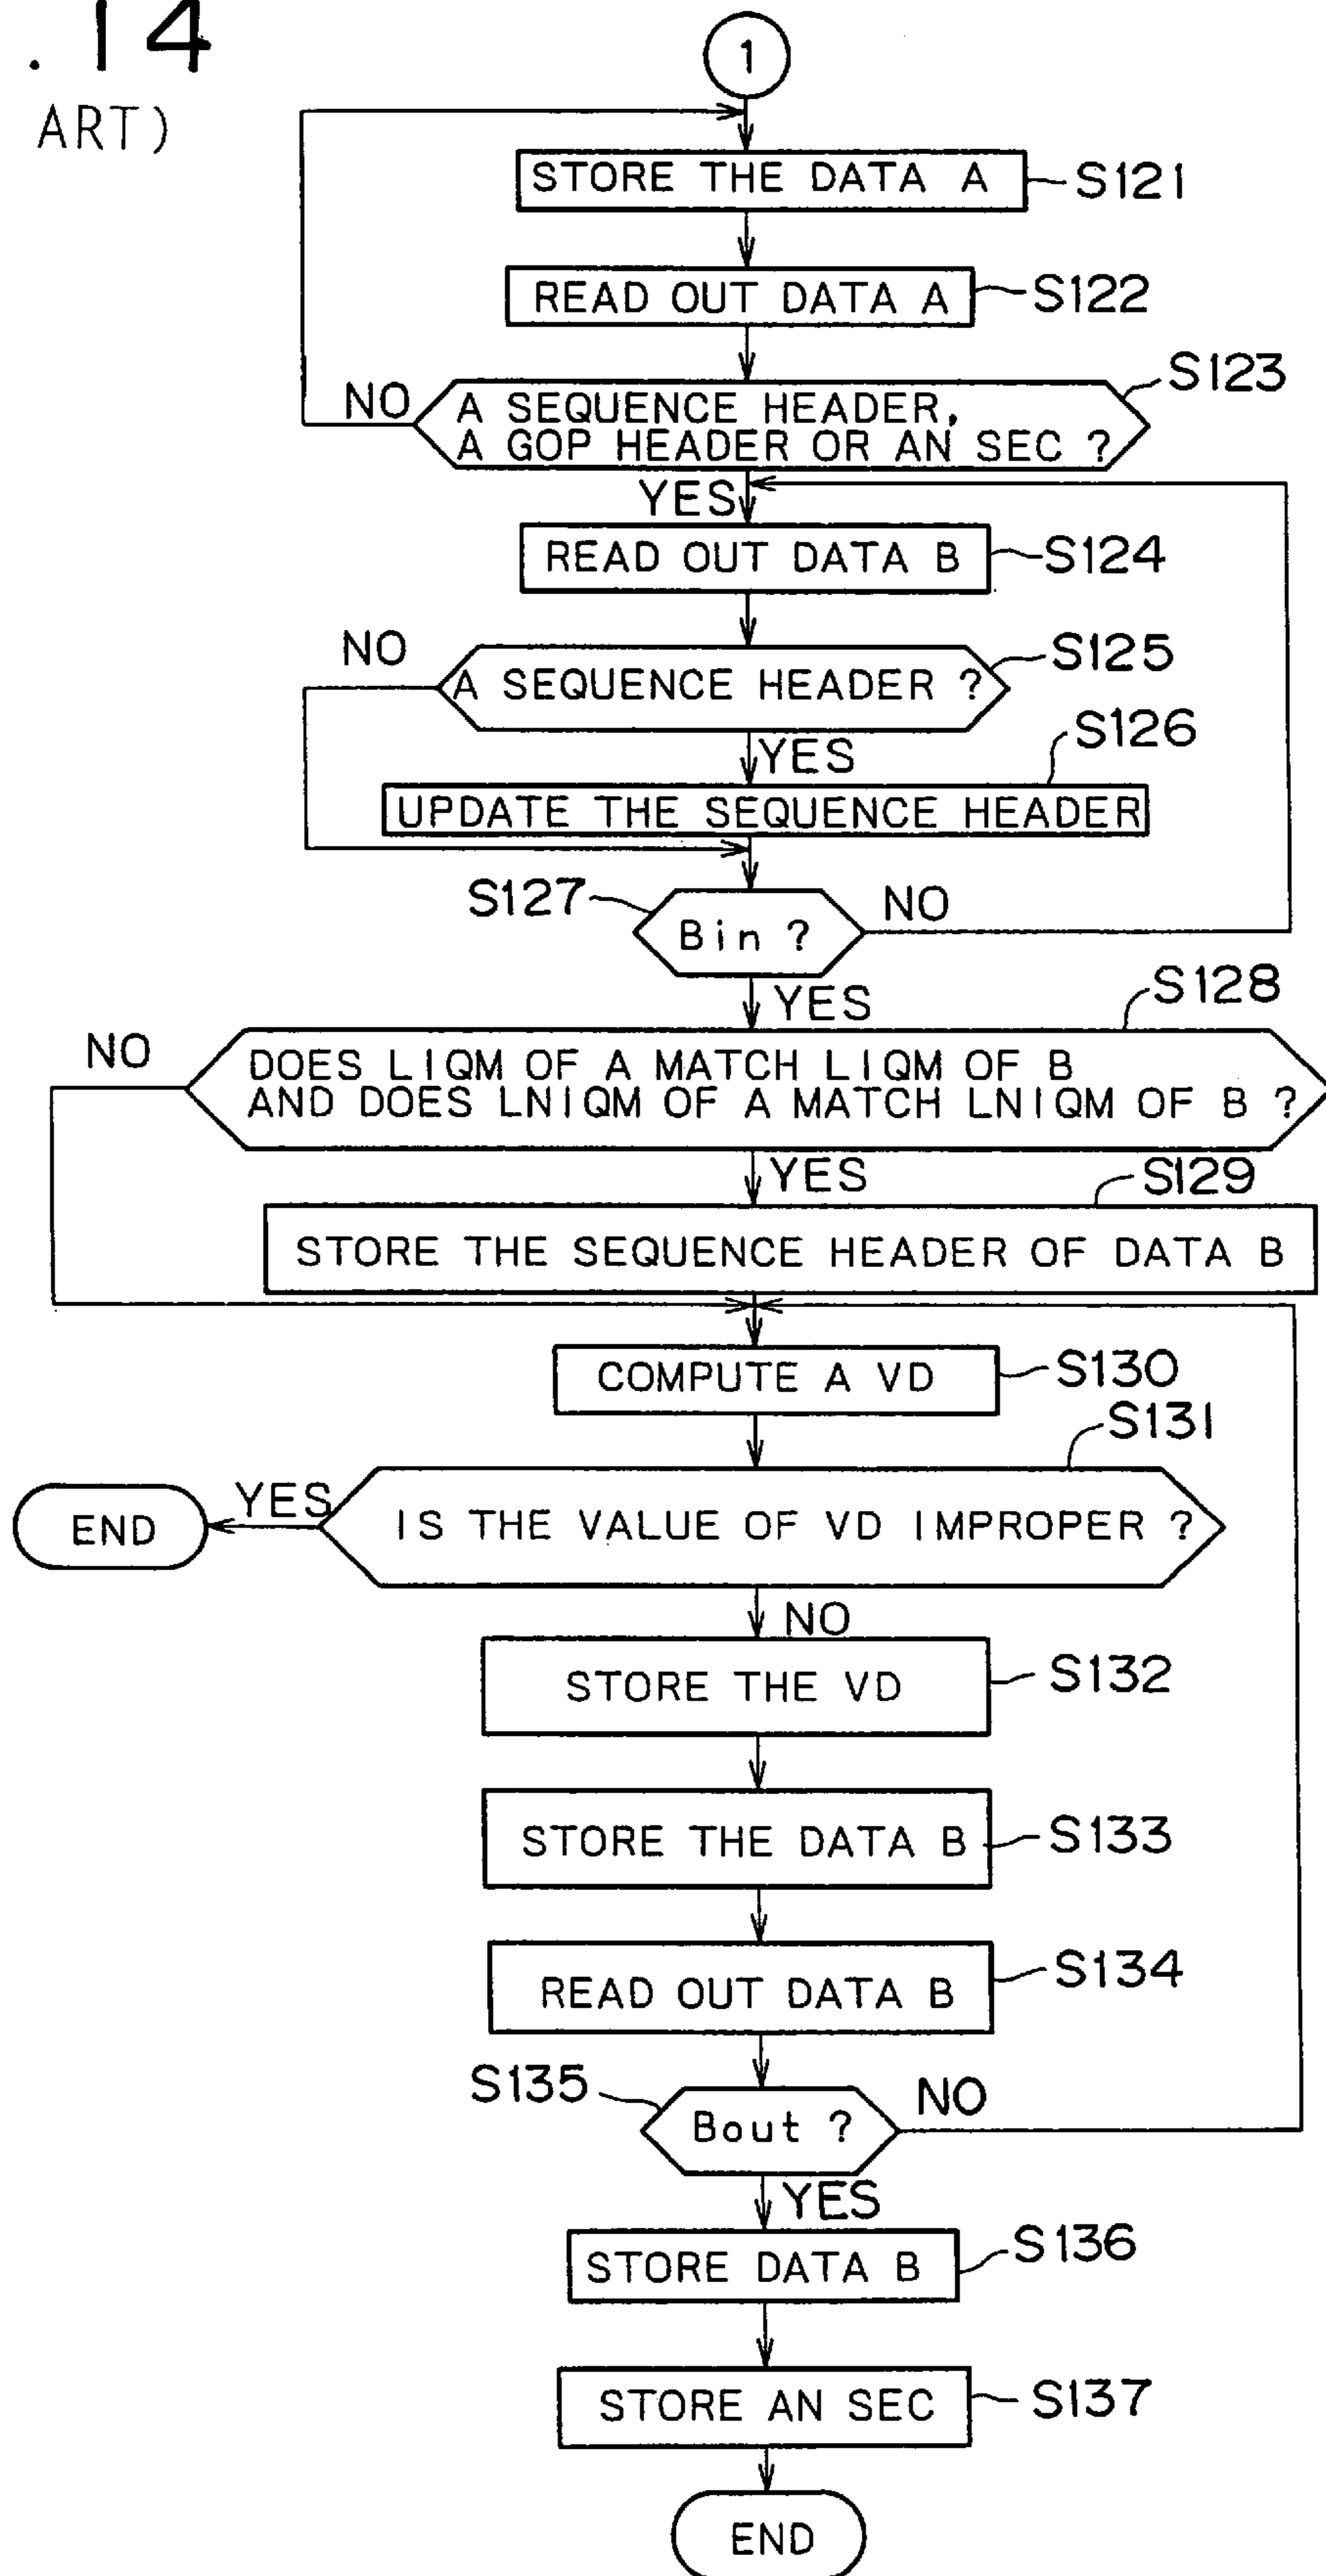 . 14
ART)
1
STORE THE DATA A
S121
READ OUT DATA A
S122
S123
NO
A SEQUENCE HEADER,
A GOP HEADER OR AN SEC ?
YES
READ OUT DATA B
S124
NO
A SEQUENCE HEADER ?
S125
YES
S126
UPDATE THE SEQUENCE HEADER
S127
Bin ?
NO
YES
S128
NO
DOES LIQM OF A MATCH LIQM OF B
AND DOES LNIQM OF A MATCH LNIQM OF B ?
YES
S129
STORE THE SEQUENCE HEADER OF DATA B
COMPUTE A VD
S130
S131
END
YES
IS THE VALUE OF VD IMPROPER ?
NO
STORE THE VD
S132
STORE THE DATA B
S133
READ OUT DATA B
S134
S135
Bout ?
NO
YES
STORE DATA B
S136
STORE AN SEC
S137
END